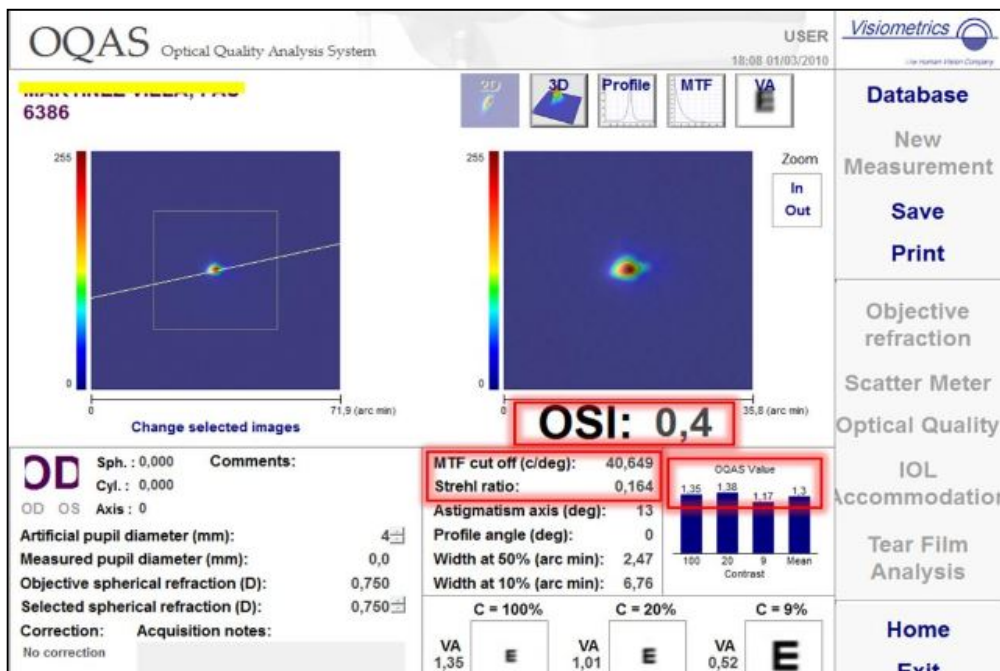 OQAS Optical Quality Analysis System
USER
18:08 01/03/2010
Visiometrics
6386
2D
3D
Profile
MTF
VA
Database
New
Measurement
Save
Print
Objective
refraction
Scatter Meter
Optical Quality
IOL
Accommodation
Tear Film
Analysis
Home
Exit
255
0
0
71,9 (arc min)
Change selected images
255
0
35,8 (arc min)
Zoom
In
Out
OSI: 0,4
OD
OD OS
Sph. : 0,000
Cyl. : 0,000
Axis : 0
Comments:
Artificial pupil diameter (mm): 4
Measured pupil diameter (mm): 0,0
Objective spherical refraction (D): 0,750
Selected spherical refraction (D): 0,750
Correction: Acquisition notes:
No correction
MTF cut off (c/deg): 40,649
Strehl ratio: 0,164
Astigmatism axis (deg): 13
Profile angle (deg): 0
Width at 50% (arc min): 2,47
Width at 10% (arc min): 6,76
OQAS Value
1.35 1.38 1.17 1.3
100 20 9 Mean
Contrast
C = 100% C = 20% C = 9%
VA
1,35
E
VA
1,01
E
VA
0,52
E